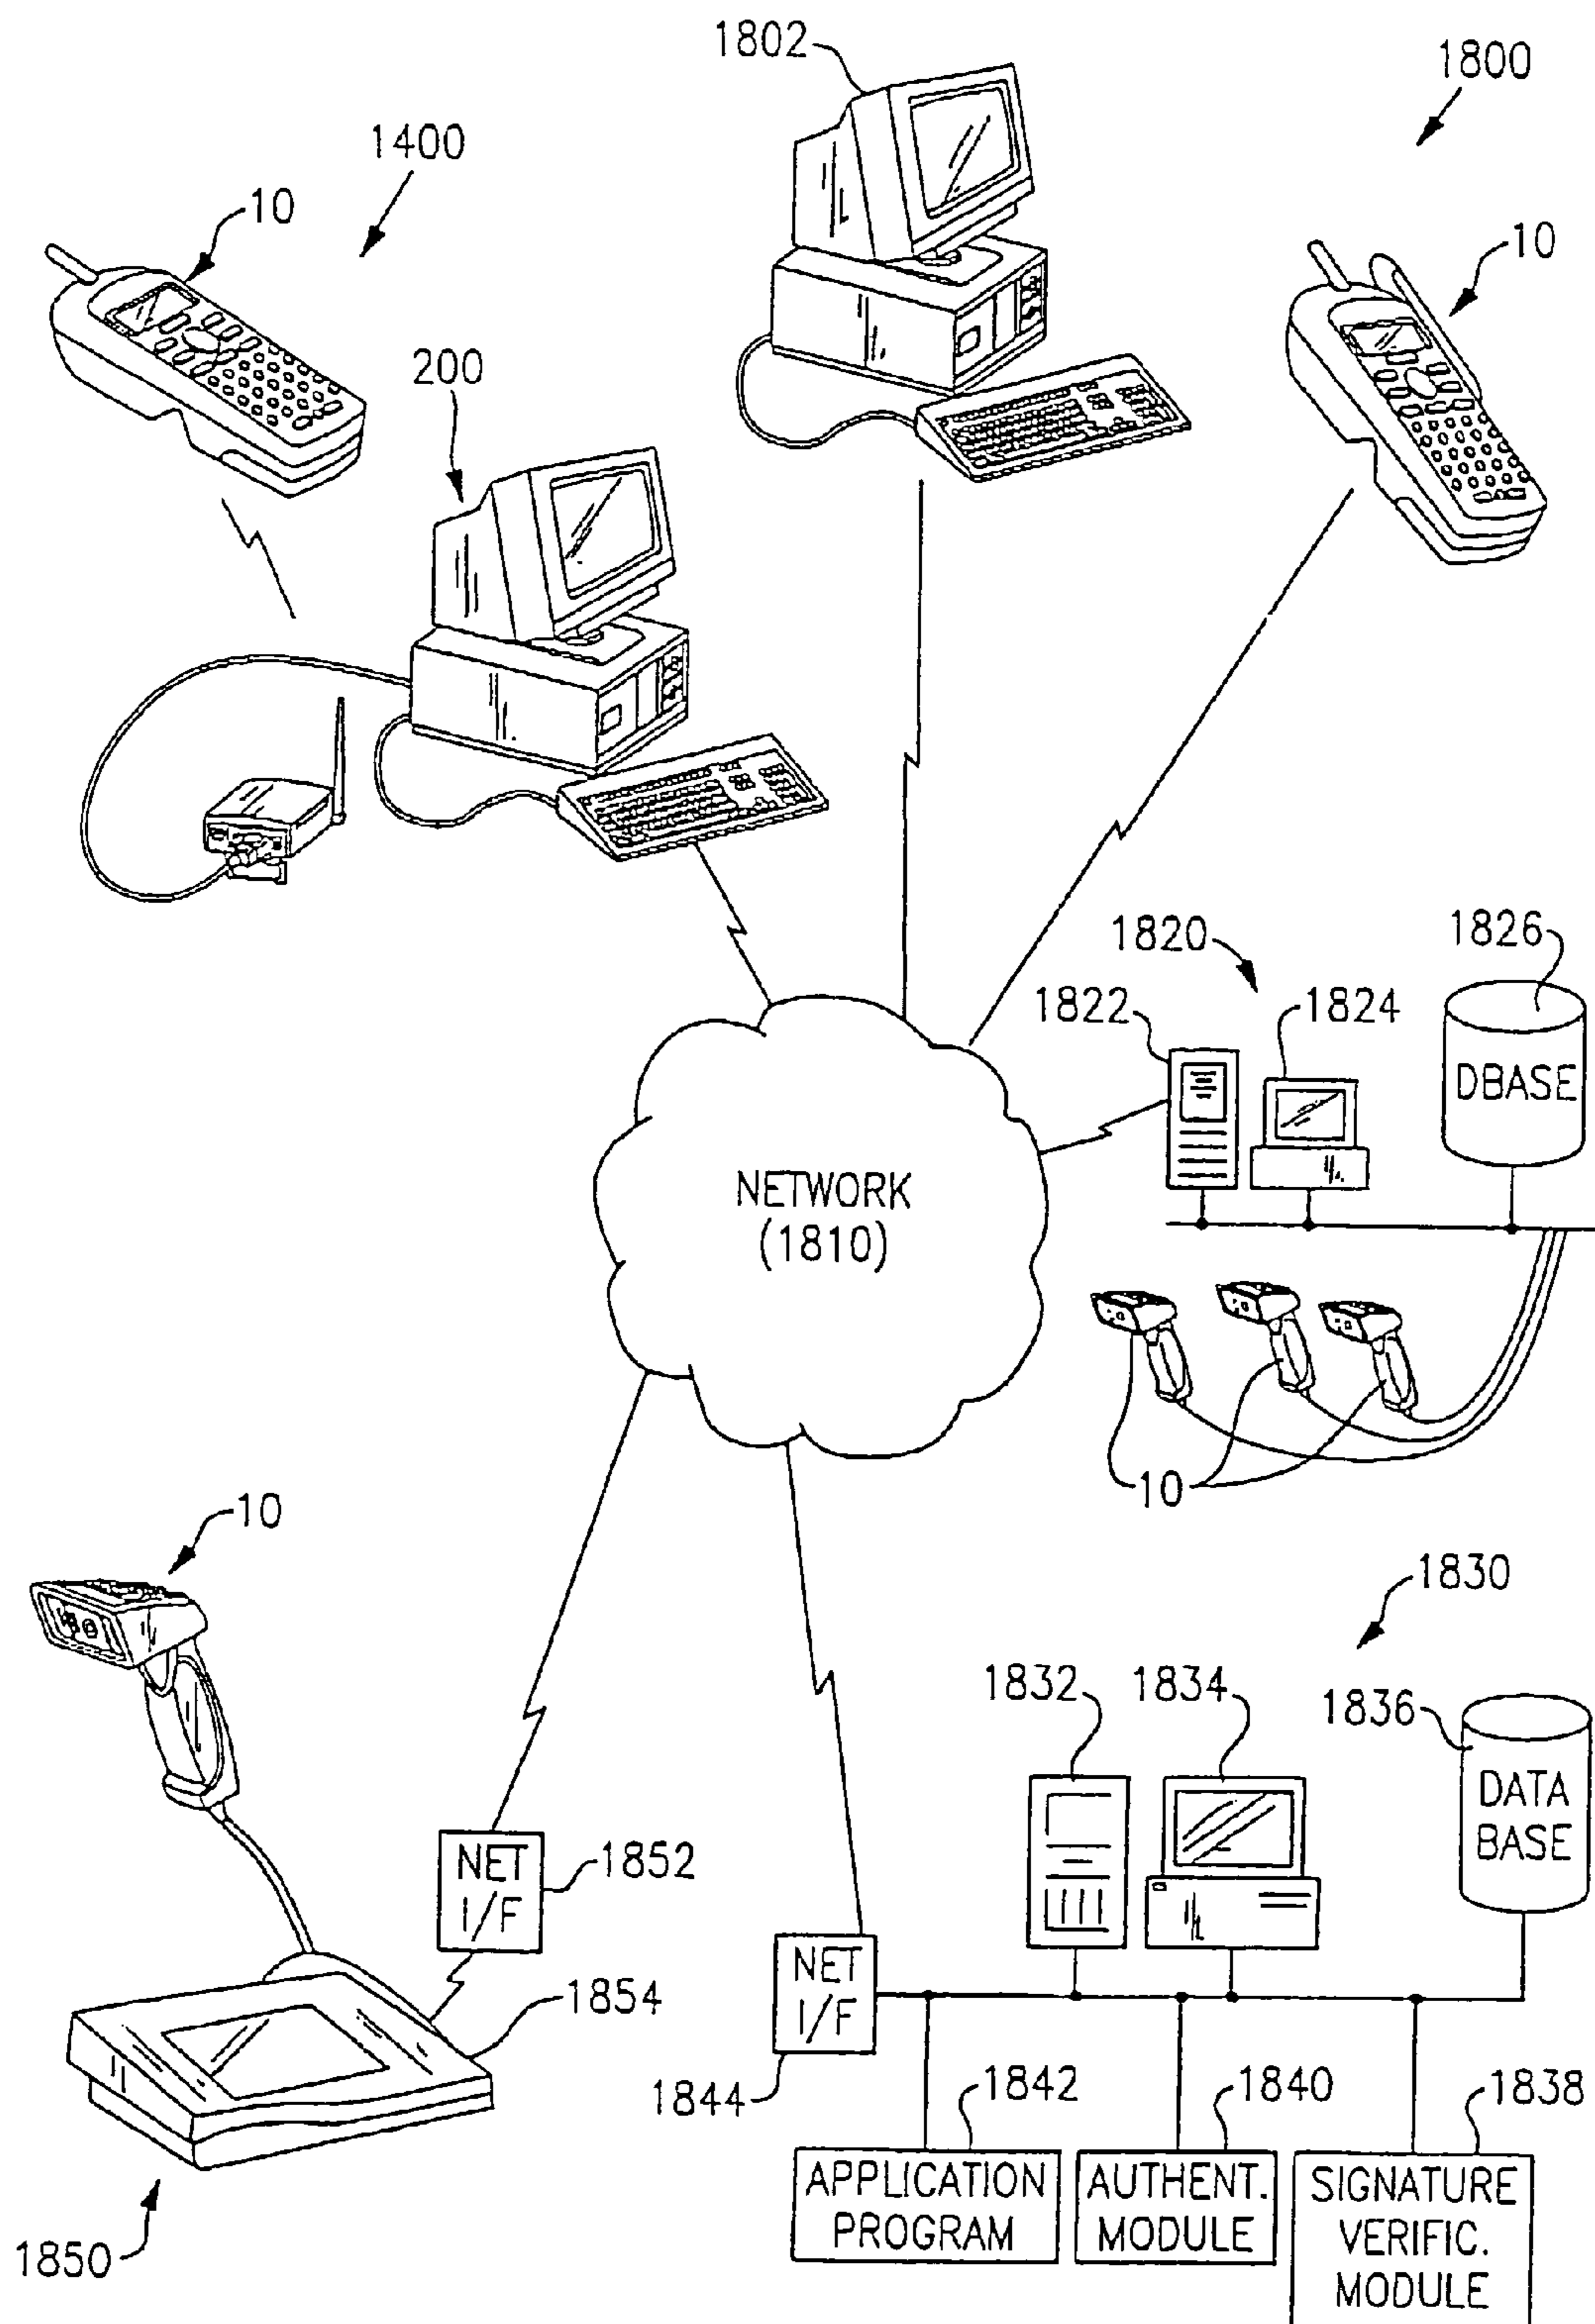 1802
1800
1400
10
10
200
1820
1826
1822
1824
DBASE
NETWORK
(1810)
10
10
1830
1832
1834
1836
DATA
BASE
NET
I/F
1852
NET
I/F
1854
1844
1842
1840
1838
APPLICATION
PROGRAM
AUTHENT.
MODULE
SIGNATURE
VERIFIC.
MODULE
1850